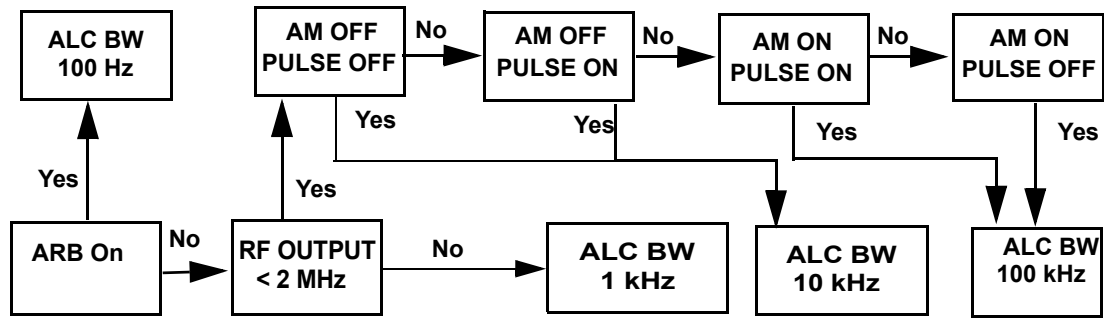 ALC BW
100 Hz
AM OFF
PULSE OFF
No
AM OFF
PULSE ON
No
AM ON
PULSE ON
No
AM ON
PULSE OFF
Yes
Yes
Yes
Yes
Yes
Yes
ARB On
No
RF OUTPUT
< 2 MHz
No
ALC BW
1 kHz
ALC BW
10 kHz
ALC BW
100 kHz